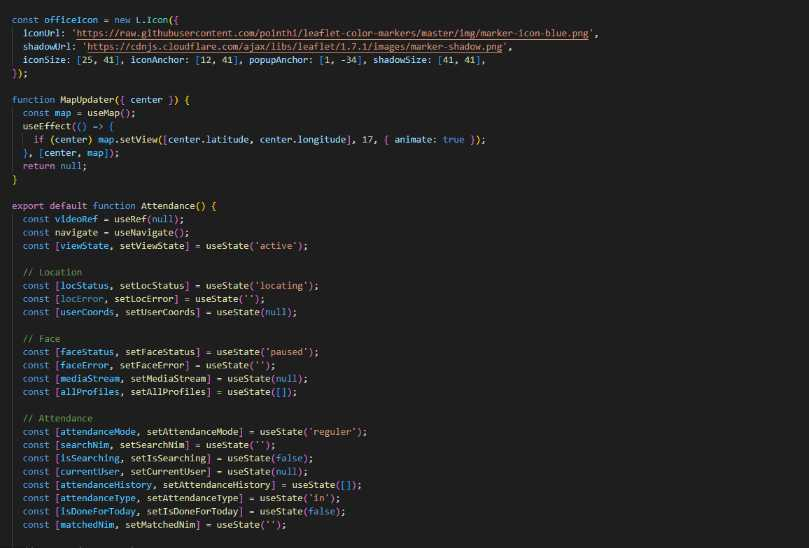 const officeIcon = new L.Icon({
iconUrl: 'https://raw.githubusercontent.com/pointhi/leaflet-color-markers/master/img/marker-icon-blue.png',
shadowUrl: 'https://cdnjs.cloudflare.com/ajax/libs/leaflet/1.7.1/images/marker-shadow.png',
iconSize: [25, 41], iconAnchor: [12, 41], popupAnchor: [1, -34], shadowSize: [41, 41],
});
function MapUpdater({ center }) {
const map = useMap();
useEffect(() => {
if (center) map.setView([center.latitude, center.longitude], 17, { animate: true });
}, [center, map]);
return null;
}
export default function Attendance() {
const videoRef = useRef(null);
const navigate = useNavigate();
const [viewState, setViewState] = useState('active');
// Location
const [locStatus, setLocStatus] = useState('locating');
const [locError, setLocError] = useState('');
const [userCoords, setUserCoords] = useState(null);
// Face
const [faceStatus, setFaceStatus] = useState('paused');
const [faceError, setFaceError] = useState('');
const [mediaStream, setMediaStream] = useState(null);
const [allProfiles, setAllProfiles] = useState([]);
// Attendance
const [attendanceMode, setAttendanceMode] = useState('reguler');
const [searchNim, setSearchNim] = useState('');
const [isSearching, setIsSearching] = useState(false);
const [currentUser, setCurrentUser] = useState(null);
const [attendanceHistory, setAttendanceHistory] = useState([]);
const [attendanceType, setAttendanceType] = useState('in');
const [isDoneForToday, setIsDoneForToday] = useState(false);
const [matchedNim, setMatchedNim] = useState('');